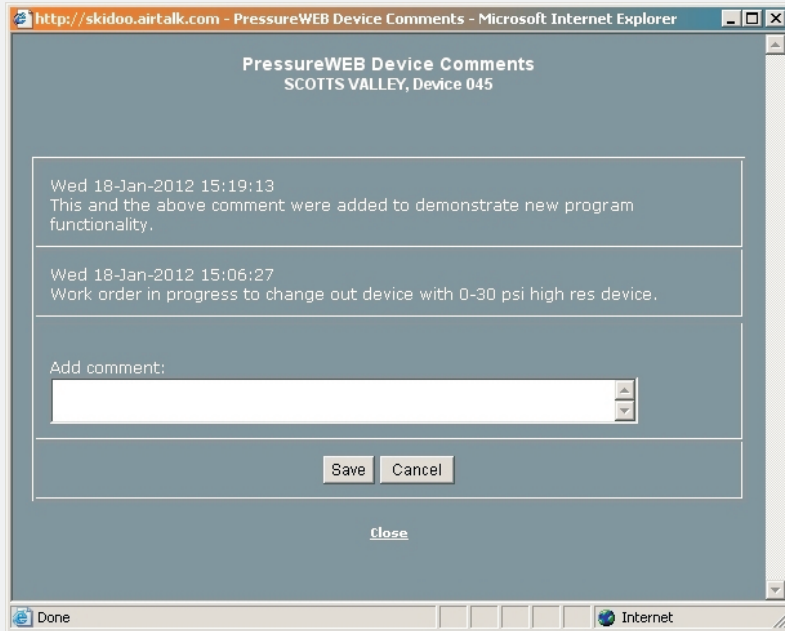 http://skidoo.airtalk.com - PressureWEB Device Comments - Microsoft Internet Explorer
PressureWEB Device Comments
SCOTTS VALLEY, Device 045
Wed 18-Jan-2012 15:19:13
This and the above comment were added to demonstrate new program
functionality.
Wed 18-Jan-2012 15:06:27
Work order in progress to change out device with 0-30 psi high res device.
Add comment:
Save Cancel
Close
Done Internet